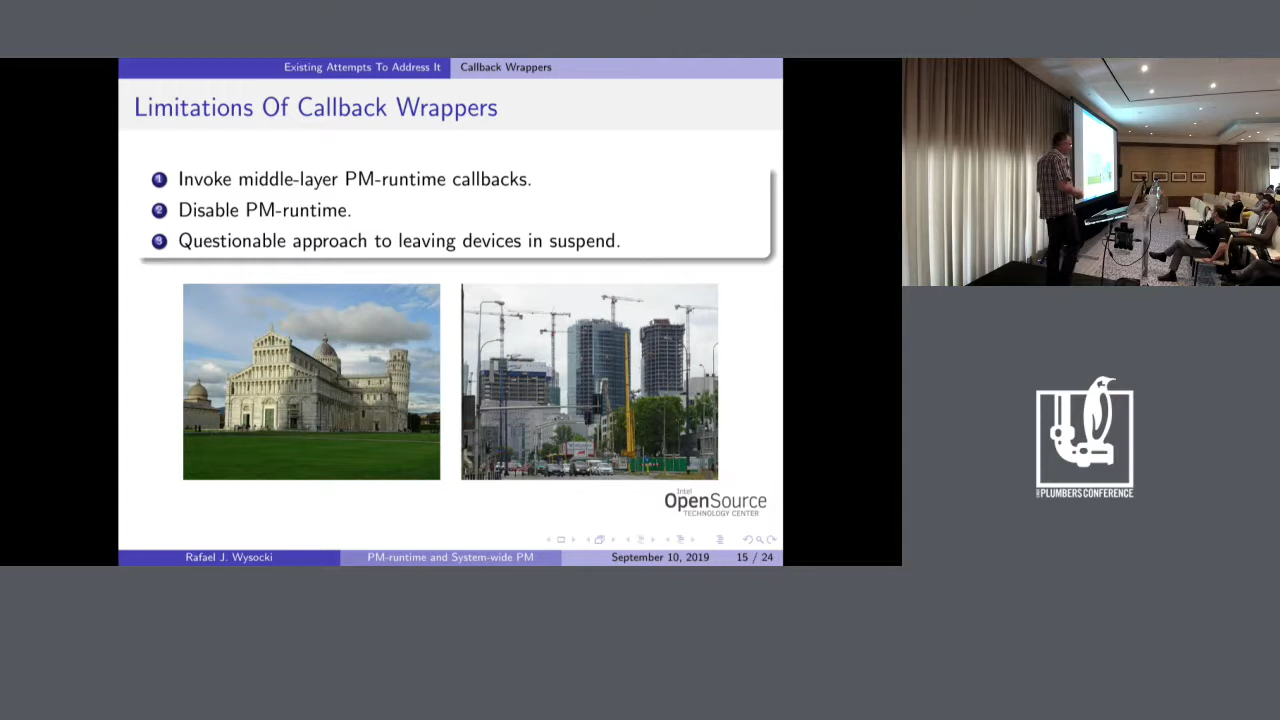 Existing Attempts To Address It
Callback Wrappers
Limitations Of Callback Wrappers
1 Invoke middle-layer PM-runtime callbacks.
2 Disable PM-runtime.
3 Questionable approach to leaving devices in suspend.
Intel
OpenSource
TECHNOLOGY CENTER
Rafael J. Wysocki
PM-runtime and System-wide PM
September 10, 2019
15 / 24
PLUMBERS CONFERENCE